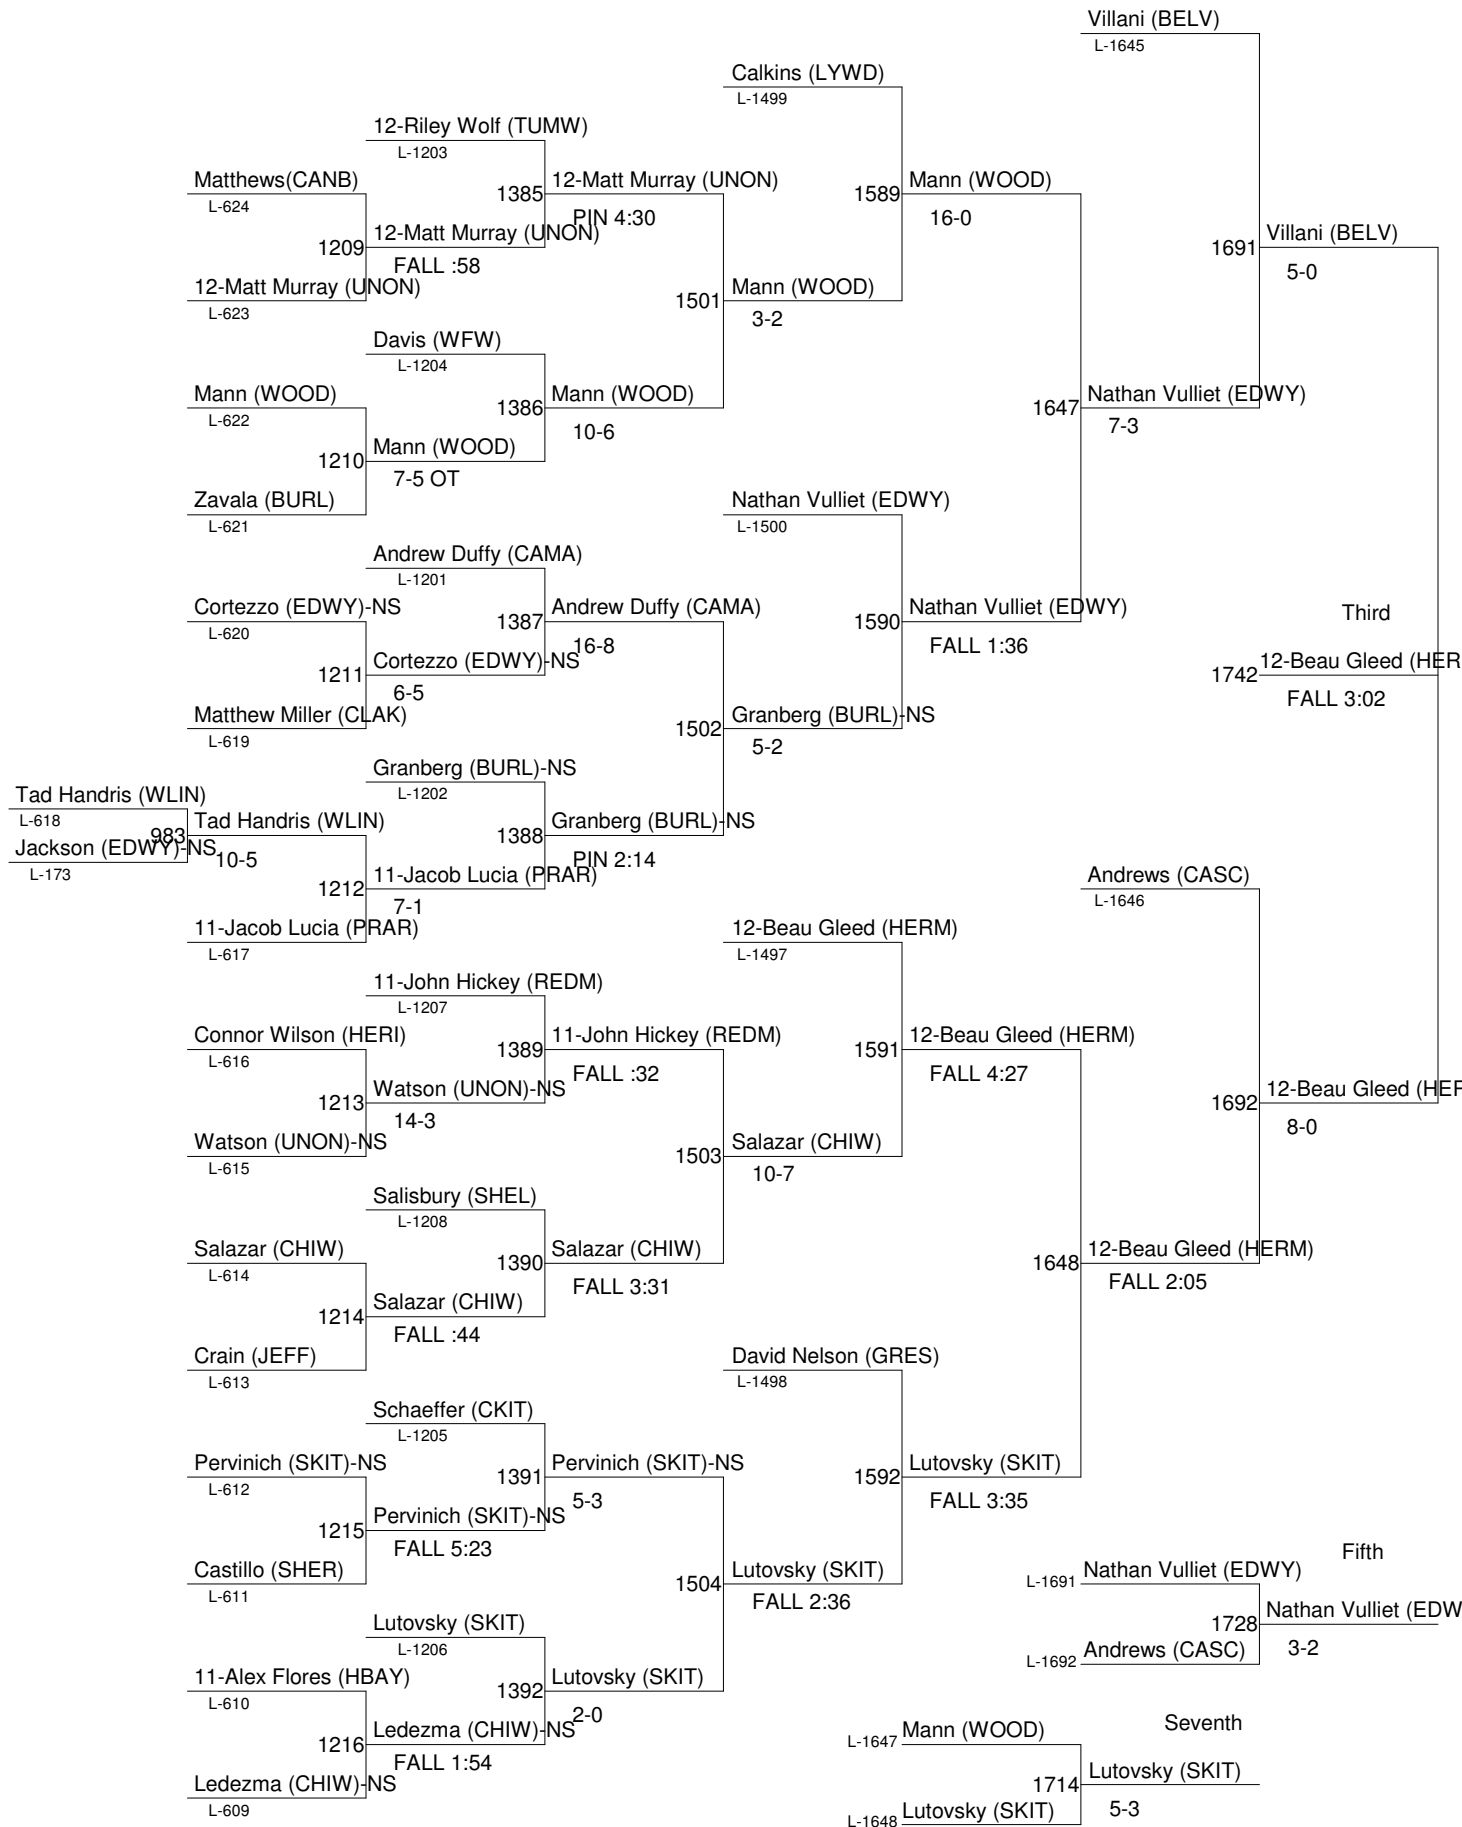 Villani (BELV)
L-1645
Calkins (LYWD)
L-1499
12-Riley Wolf (TUMW)
L-1203
Matthews(CANB)
L-624
1385
12-Matt Murray (UNON)
PIN 4:30
1589
Mann (WOOD)
16-0
1209
12-Matt Murray (UNON)
FALL :58
1691
Villani (BELV)
5-0
12-Matt Murray (UNON)
L-623
1501
Mann (WOOD)
3-2
Davis (WFW)
L-1204
Mann (WOOD)
L-622
1386
Mann (WOOD)
10-6
1647
Nathan Vulliet (EDWY)
7-3
1210
Mann (WOOD)
7-5 OT
Zavala (BURL)
L-621
Nathan Vulliet (EDWY)
L-1500
Andrew Duffy (CAMA)
L-1201
Cortezzo (EDWY)-NS
L-620
1387
Andrew Duffy (CAMA)
16-8
1590
Nathan Vulliet (EDWY)
FALL 1:36
Third
1211
Cortezzo (EDWY)-NS
6-5
1742
12-Beau Gleed (HER
FALL 3:02
Matthew Miller (CLAK)
L-619
1502
Granberg (BURL)-NS
5-2
Granberg (BURL)-NS
L-1202
Tad Handris (WLIN)
L-618
983
Tad Handris (WLIN)
10-5
1388
Granberg (BURL)-NS
PIN 2:14
Jackson (EDWY)-NS
L-173
1212
11-Jacob Lucia (PRAR)
7-1
Andrews (CASC)
L-1646
11-Jacob Lucia (PRAR)
L-617
12-Beau Gleed (HERM)
L-1497
11-John Hickey (REDM)
L-1207
Connor Wilson (HERI)
L-616
1389
11-John Hickey (REDM)
FALL :32
1591
12-Beau Gleed (HERM)
FALL 4:27
1213
Watson (UNON)-NS
14-3
1692
12-Beau Gleed (HER
8-0
Watson (UNON)-NS
L-615
1503
Salazar (CHIW)
10-7
Salisbury (SHEL)
L-1208
Salazar (CHIW)
L-614
1390
Salazar (CHIW)
FALL 3:31
1648
12-Beau Gleed (HERM)
FALL 2:05
1214
Salazar (CHIW)
FALL :44
Crain (JEFF)
L-613
David Nelson (GRES)
L-1498
Schaeffer (CKIT)
L-1205
Pervinich (SKIT)-NS
L-612
1391
Pervinich (SKIT)-NS
5-3
1592
Lutovsky (SKIT)
FALL 3:35
1215
Pervinich (SKIT)-NS
FALL 5:23
Fifth
Castillo (SHER)
L-611
1504
Lutovsky (SKIT)
FALL 2:36
L-1691
Nathan Vulliet (EDWY)
1728
Nathan Vulliet (EDW
3-2
Lutovsky (SKIT)
L-1206
L-1692
Andrews (CASC)
11-Alex Flores (HBAY)
L-610
1392
Lutovsky (SKIT)
2-0
1216
Ledezma (CHIW)-NS
FALL 1:54
Seventh
L-1647
Mann (WOOD)
1714
Lutovsky (SKIT)
5-3
Ledezma (CHIW)-NS
L-609
L-1648
Lutovsky (SKIT)